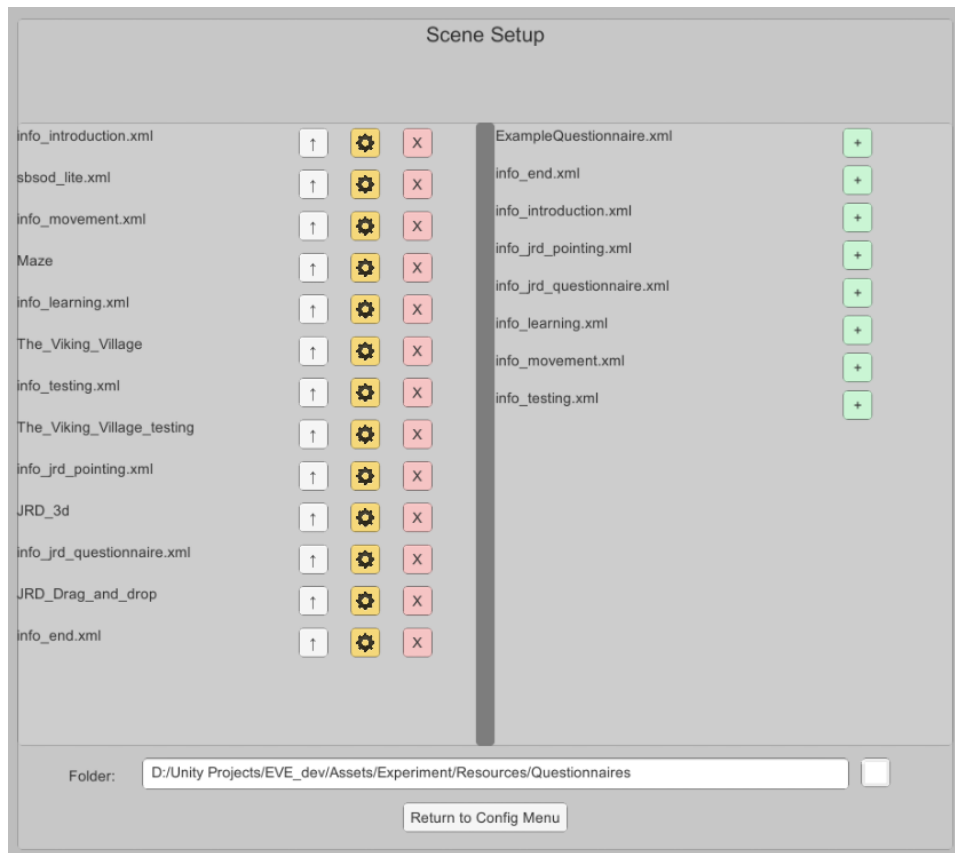 Scene Setup
info_introduction.xml ↑ X
sbsod_lite.xml ↑ X
info_movement.xml ↑ X
Maze ↑ X
info_learning.xml ↑ X
The_Viking_Village ↑ X
info_testing.xml ↑ X
The_Viking_Village_testing ↑ X
info_jrd_pointing.xml ↑ X
JRD_3d ↑ X
info_jrd_questionnaire.xml ↑ X
JRD_Drag_and_drop ↑ X
info_end.xml ↑ X
ExampleQuestionnaire.xml +
info_end.xml +
info_introduction.xml +
info_jrd_pointing.xml +
info_jrd_questionnaire.xml +
info_learning.xml +
info_movement.xml +
info_testing.xml +
Folder: D:/Unity Projects/EVE_dev/Assets/Experiment/Resources/Questionnaires
Return to Config Menu